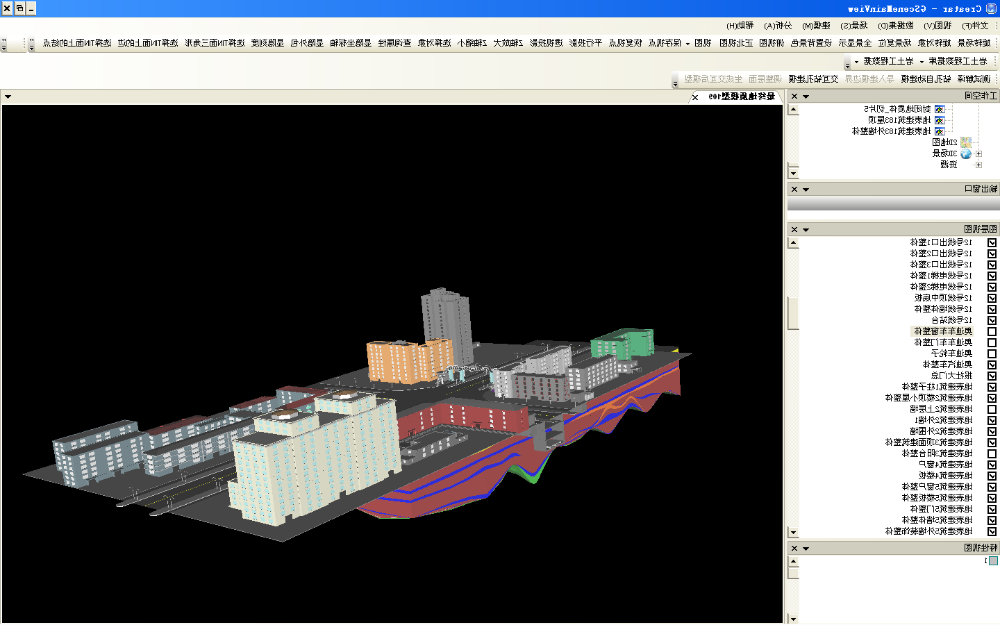 Creatar - GSceneMainView
文件(F) 视图(V) 数据集(D) 场景(S) 建模(M) 分析(A) 帮助(H)
旋转场景 旋转对象 场景复位 全景显示 设置背景色 俯视图 正北视图 视图 保存视点 恢复视点 平行投影 透视投影 Z轴放大 Z轴缩小 选择对象 查询属性 显隐坐标轴 显隐外包 显隐刻度 选择TIN面三角形 选择TIN面上的边 选择TIN面上的结点
岩土工程数据库 岩土工程数据
测试解译 钻孔自动建模 导入建模边界 交互钻孔建模 调整层面 生成交互后模型
工作空间
最终地质模型109
封闭地质体_切片5
地表建筑183屋顶
地表建筑183外墙整体
2D地图
3D场景
资源
输出窗口
图层视图
12号线出口1整体
12号线出口2整体
12号线出口3整体
12号线电梯1整体
12号线电梯2整体
12号线顶中底板
12号线墙体整体
12号线站台
奥迪车车窗整体
奥迪车车门整体
奥迪车轮子
奥迪汽车整体
报社大门总
地表建筑1柱子整体
地表建筑2楼顶小屋整体
地表建筑2上层墙
地表建筑2外墙1
地表建筑2外围墙
地表建筑3顶面建筑整体
地表建筑3阳台整体
地表建筑4窗户
地表建筑4楼板
地表建筑5窗户整体
地表建筑5楼板整体
地表建筑5门整体
地表建筑5墙体整体
地表建筑5外墙装饰整体
特性视图
1